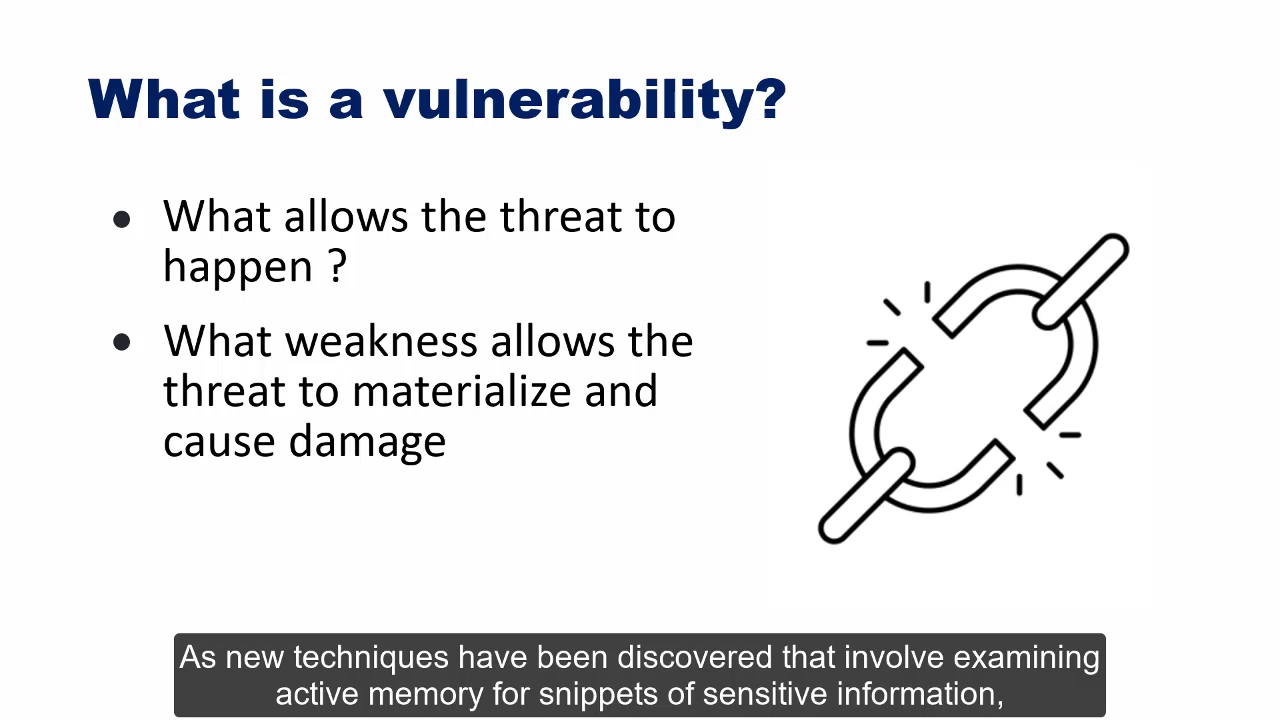 What is a vulnerability?
• What allows the threat to
happen ?
• What weakness allows the
threat to materialize and
cause damage
As new techniques have been discovered that involve examining
active memory for snippets of sensitive information,